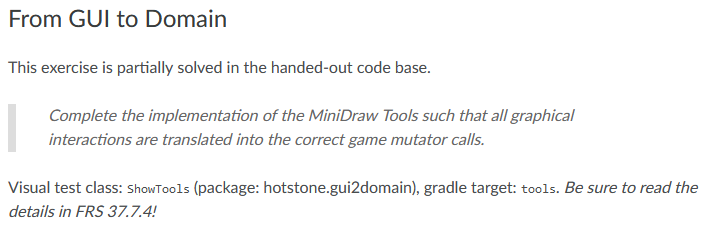 From GUI to Domain
This exercise is partially solved in the handed-out code base.
Complete the implementation of the MiniDraw Tools such that all graphical
interactions are translated into the correct game mutator calls.
Visual test class: ShowTools (package: hotstone.gui2domain), gradle target: tools. Be sure to read the
details in FRS 37.7.4!